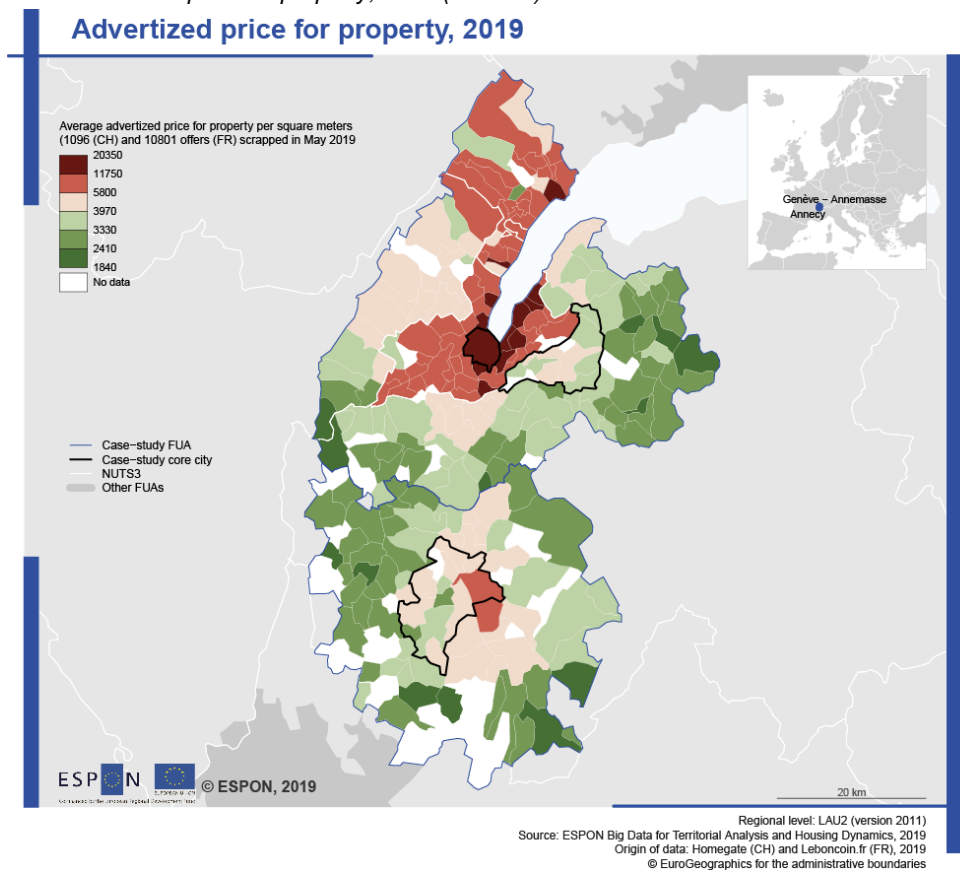 Advertized price for property, 2019
Average advertized price for property per square meters
(1096 (CH) and 10801 offers (FR) scrapped in May 2019
20350
11750
5800
3970
3330
2410
1840
No data
Genève – Annemasse
Annecy
Case−study FUA
Case−study core city
NUTS3
Other FUAs
ESPON
© ESPON, 2019
20 km
Regional level: LAU2 (version 2011)
Source: ESPON Big Data for Territorial Analysis and Housing Dynamics, 2019
Origin of data: Homegate (CH) and Leboncoin.fr (FR), 2019
© EuroGeographics for the administrative boundaries